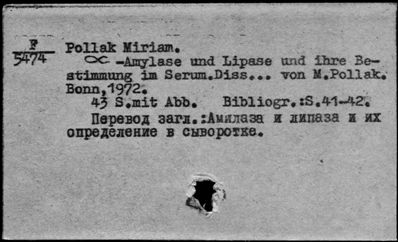 F
5474
Pollak Miriam.
∝-Amylase und Lipase und ihre Be-
stimmung im Serum.Diss... von M.Pollak.
Bonn,1972.
43 S.mit Abb. Bibliogr.:S.41-42.
Перевод загл.:Амилаза и липаза и их
определение в сыворотке.